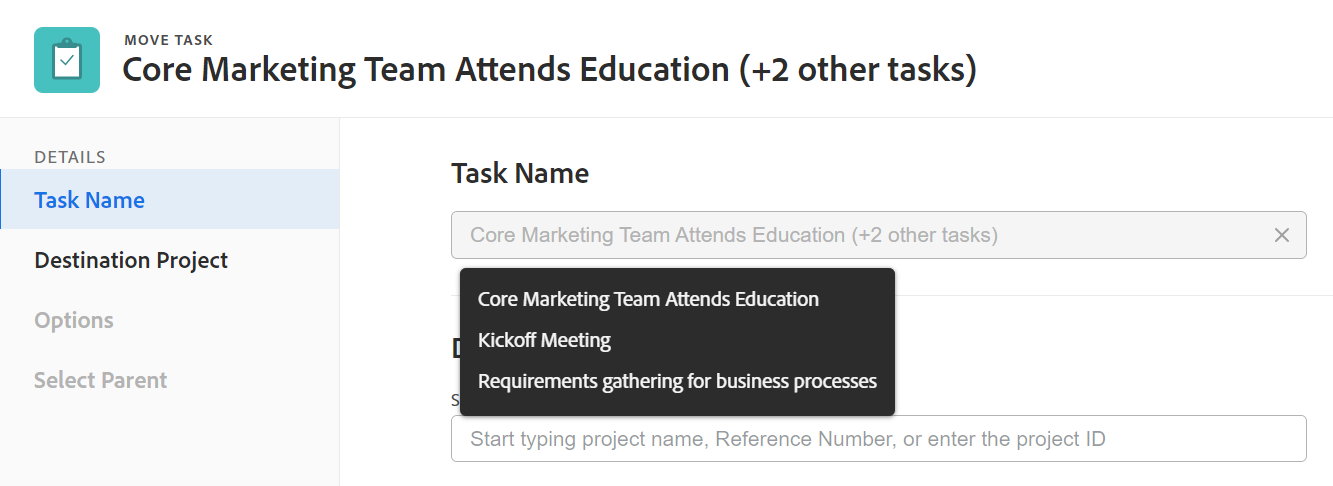 MOVE TASK
Core Marketing Team Attends Education (+2 other tasks)
DETAILS
Task Name
Destination Project
Options
Select Parent
Task Name
Core Marketing Team Attends Education (+2 other tasks)
Core Marketing Team Attends Education
Kickoff Meeting
Requirements gathering for business processes
Start typing project name, Reference Number, or enter the project ID